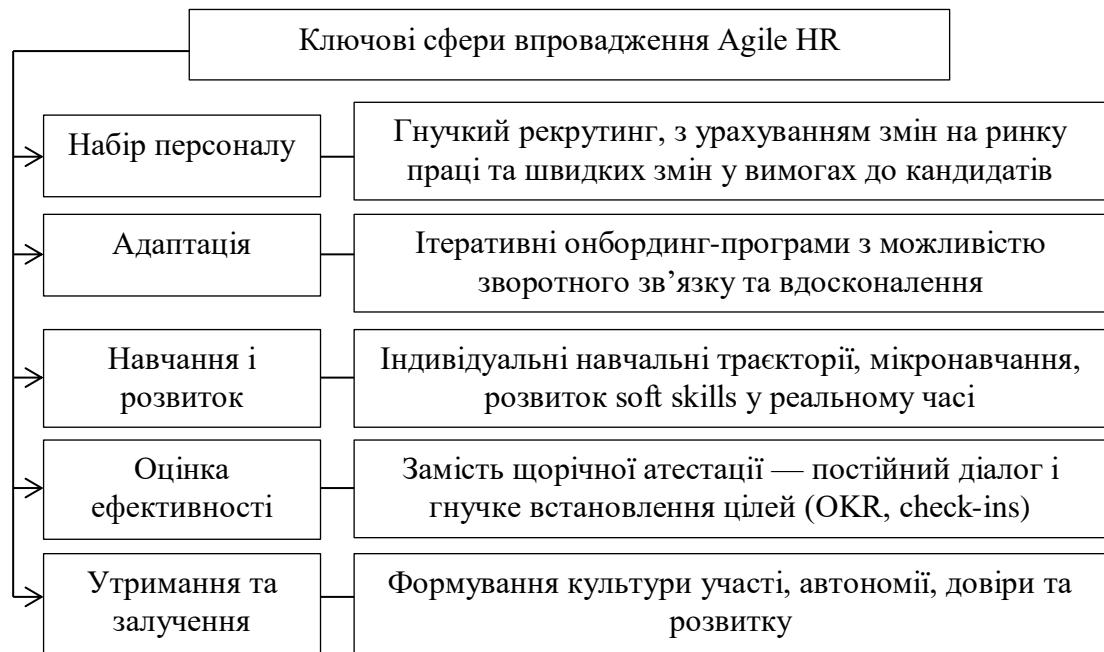 Ключові сфери впровадження Agile HR
Набір персоналу
Гнучкий рекрутинг, з урахуванням змін на ринку
праці та швидких змін у вимогах до кандидатів
Адаптація
Ітеративні онбординг-програми з можливістю
зворотного зв’язку та вдосконалення
Навчання і
розвиток
Індивідуальні навчальні траєкторії, мікронавчання,
розвиток soft skills у реальному часі
Оцінка
ефективності
Замість щорічної атестації — постійний діалог і
гнучке встановлення цілей (OKR, check-ins)
Утримання та
залучення
Формування культури участі, автономії, довіри та
розвитку